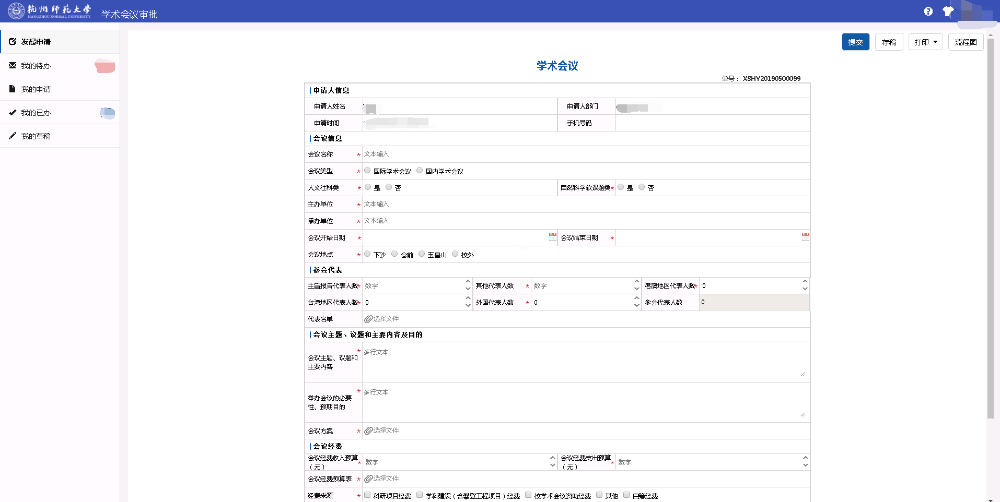 杭州师范大学
HANGZHOU NORMAL UNIVERSITY
学术会议审批
发起申请
我的待办
我的申请
我的已办
我的草稿
提交 存稿 打印 流程图
学术会议
单号： XSHY20190500099
申请人信息
申请人姓名 申请人部门
申请时间 手机号码
会议信息
会议名称 * 文本输入
会议类型 * 国际学术会议 国内学术会议
人文社科类 * 是 否 自然科学软课题类* 是 否
主办单位 * 文本输入
承办单位 * 文本输入
会议开始日期 * 会议结束日期 *
会议地点 * 下沙 仓前 玉皇山 校外
参会代表
主旨报告代表人数* 数字 其他代表人数 * 数字 港澳地区代表人数* 0
台湾地区代表人数* 0 外国代表人数 * 0 参会代表人数 0
代表名单 选择文件
会议主题、议题和主要内容及目的
会议主题、议题和
主要内容
* 多行文本
举办会议的必要
性、预期目的
* 多行文本
会议方案 * 选择文件
会议经费
会议经费收入预算
（元）
* 数字
会议经费支出预算
（元）
* 数字
会议经费预算表 * 选择文件
经费来源 * 科研项目经费 学科建设（含攀登工程项目）经费 校学术会议资助经费 其他 自筹经费